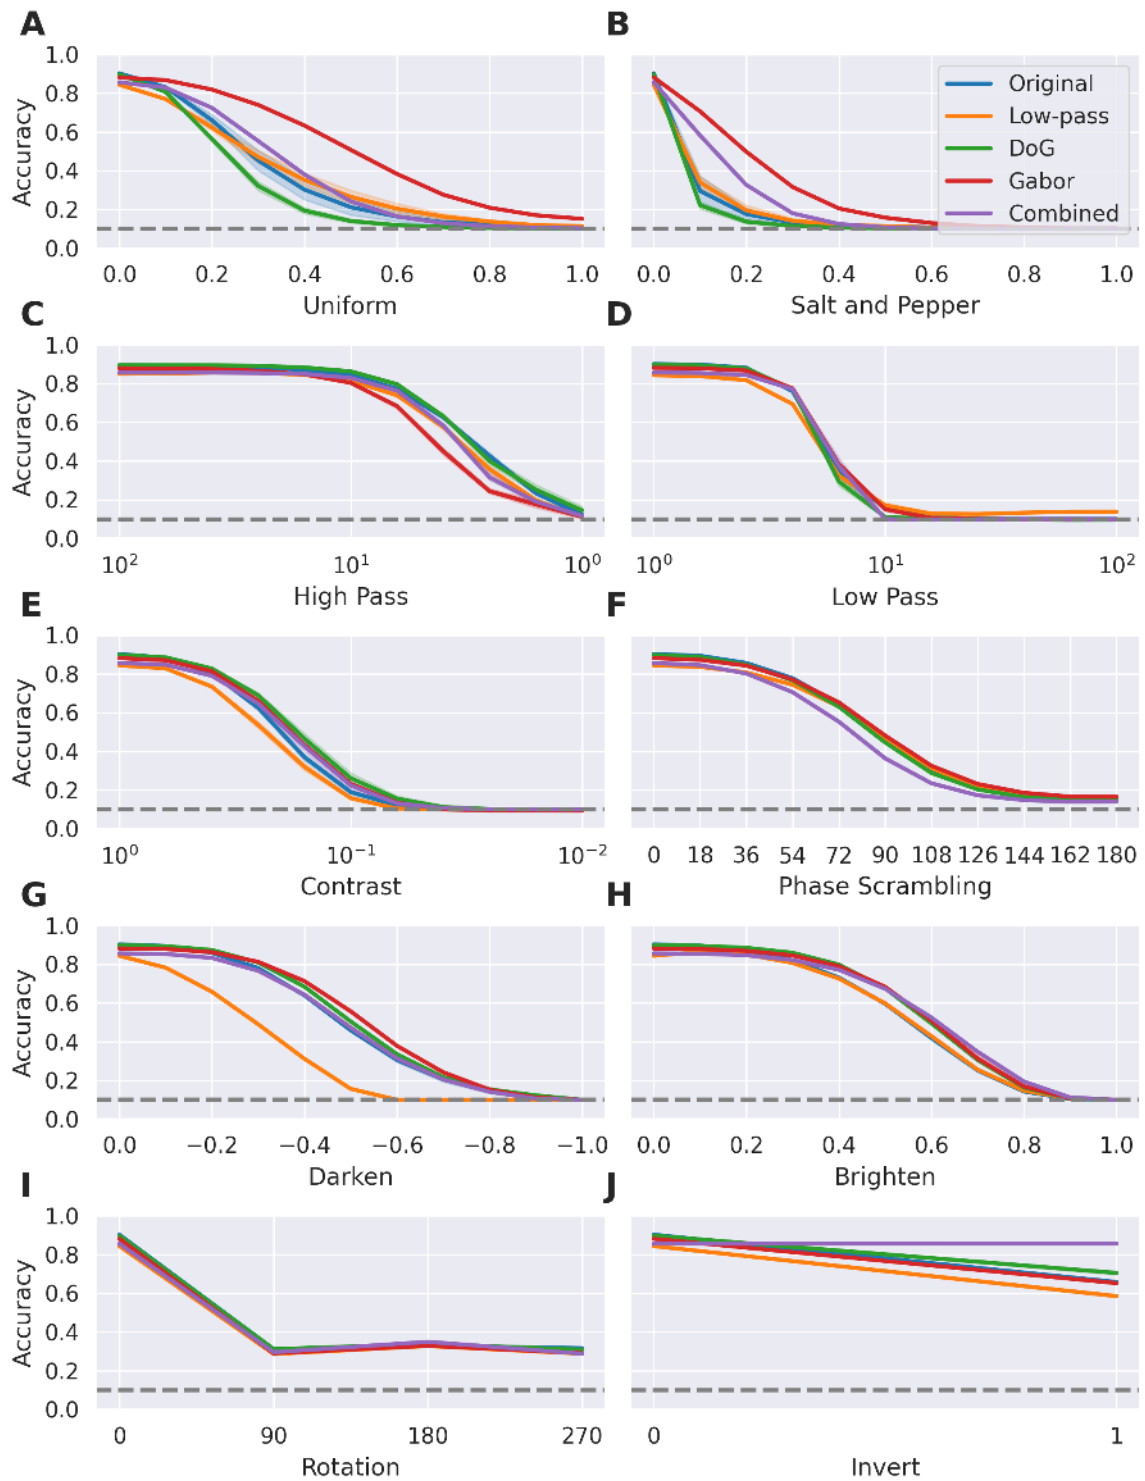 A B
1.0
0.8
0.6
0.4
0.2
0.0
Accuracy
0.0 0.2 0.4 0.6 0.8 1.0
Uniform
Original
Low-pass
DoG
Gabor
Combined
0.0 0.2 0.4 0.6 0.8 1.0
Salt and Pepper
C D
1.0
0.8
0.6
0.4
0.2
0.0
Accuracy
10² 10¹ 10⁰
High Pass
10⁰ 10¹ 10²
Low Pass
E F
1.0
0.8
0.6
0.4
0.2
0.0
Accuracy
10⁰ 10⁻¹ 10⁻²
Contrast
0 18 36 54 72 90 108 126 144 162 180
Phase Scrambling
G H
1.0
0.8
0.6
0.4
0.2
0.0
Accuracy
0.0 −0.2 −0.4 −0.6 −0.8 −1.0
Darken
0.0 0.2 0.4 0.6 0.8 1.0
Brighten
I J
1.0
0.8
0.6
0.4
0.2
0.0
Accuracy
0 90 180 270
Rotation
0 1
Invert